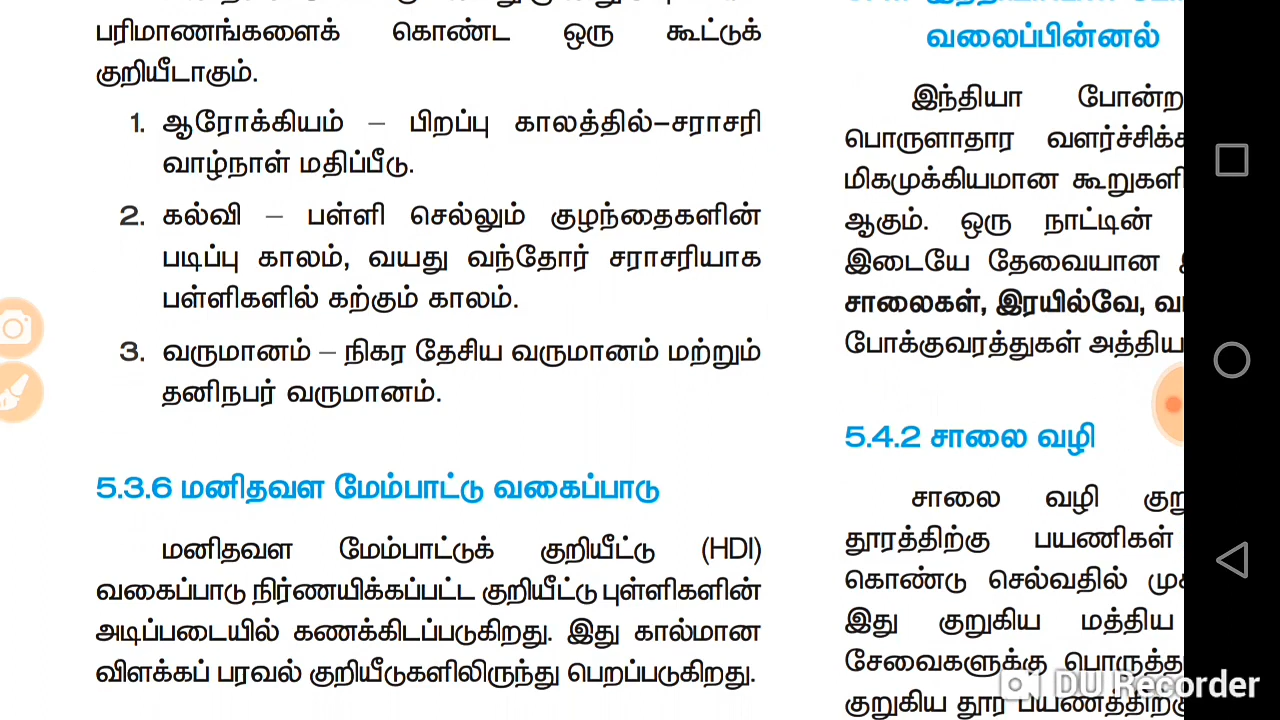 பரிமாணங்களைக் கொண்ட ஒரு கூட்டுக்
குறியீடாகும்.
1. ஆரோக்கியம் – பிறப்பு காலத்தில்–சராசரி
வாழ்நாள் மதிப்பீடு.
2. கல்வி – பள்ளி செல்லும் குழந்தைகளின்
படிப்பு காலம், வயது வந்தோர் சராசரியாக
பள்ளிகளில் கற்கும் காலம்.
3. வருமானம் – நிகர தேசிய வருமானம் மற்றும்
தனிநபர் வருமானம்.
5.3.6 மனிதவள மேம்பாட்டு வகைப்பாடு
மனிதவள மேம்பாட்டுக் குறியீட்டு (HDI)
வகைப்பாடு நிர்ணயிக்கப்பட்ட குறியீட்டு புள்ளிகளின்
அடிப்படையில் கணக்கிடப்படுகிறது. இது கால்மான
விளக்கப் பரவல் குறியீடுகளிலிருந்து பெறப்படுகிறது.
வலைப்பின்னல்
இந்தியா போன்ற
பொருளாதார
மிகமுக்கியமான
ஆகும். ஒரு நாட்டின்
இடையே தேவையான
சாலைகள், இரயில்வே,
போக்குவரத்துகள்
5.4.2 சாலை வழி
சாலை வழி
தூரத்திற்கு பயணிகள்
கொண்டு செல்வதில்
இது குறுகிய மத்திய
சேவைகளுக்கு
குறுகிய தூர
DU Recorder